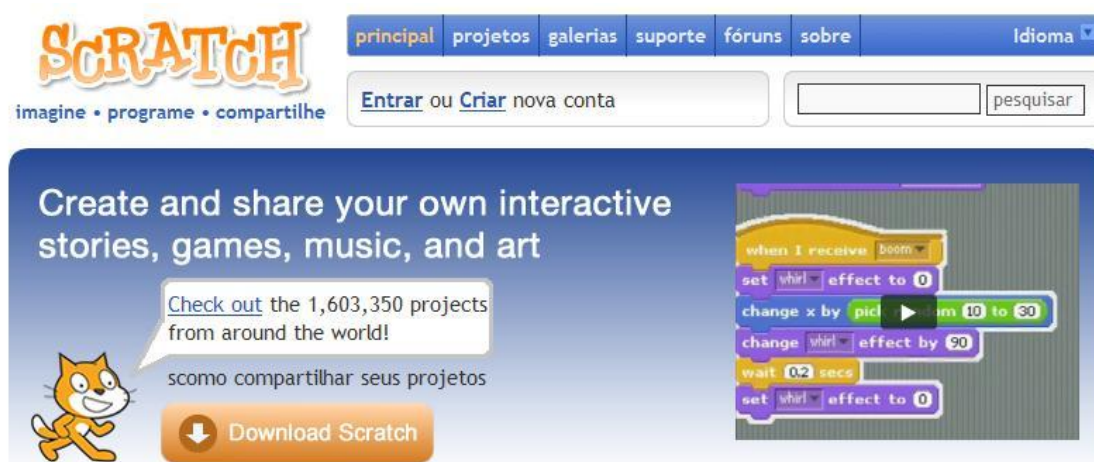 SCRATCH
imagine • programe • compartilhe
principal projetos galerias suporte fóruns sobre Idioma
Entrar ou Criar nova conta
pesquisar
Create and share your own interactive
stories, games, music, and art
Check out the 1,603,350 projects
from around the world!
scomo compartilhar seus projetos
Download Scratch
when I receive boom
set whirl effect to 0
change x by pick random 10 to 30
change whirl effect by 90
wait 0.2 secs
set whirl effect to 0